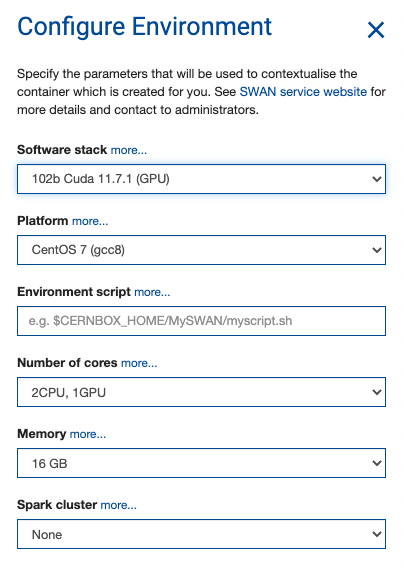 Configure Environment
Specify the parameters that will be used to contextualise the
container which is created for you. See SWAN service website for
more details and contact to administrators.
Software stack more...
102b Cuda 11.7.1 (GPU)
Platform more...
CentOS 7 (gcc8)
Environment script more...
e.g. $CERNBOX_HOME/MySWAN/myscript.sh
Number of cores more...
2CPU, 1GPU
Memory more...
16 GB
Spark cluster more...
None